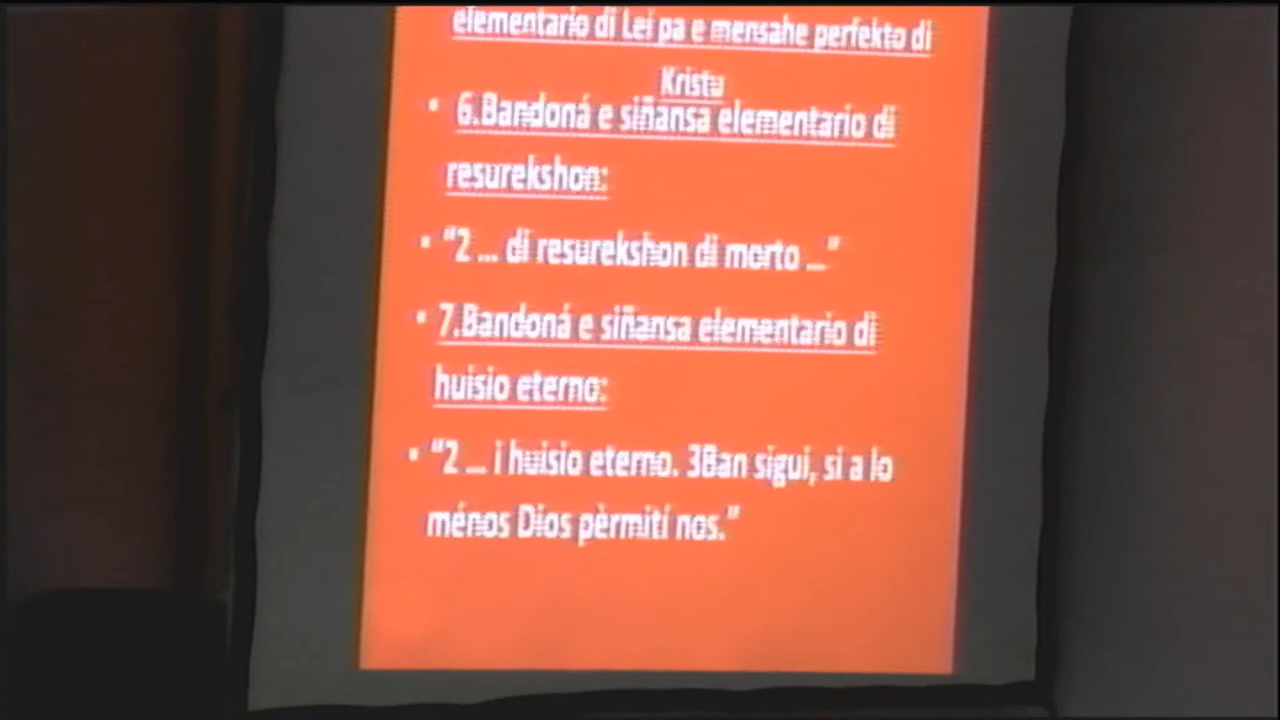 elementario di Lei pa e mensahe perfekto di
Kristu
• 6.Bandoná e siñansa elementario di
resurekshon:
• "2 ... di resurekshon di morto ..."
• 7.Bandoná e siñansa elementario di
huisio eterno:
• "2 ... i huisio eterno. 3Ban sigui, si a lo
ménos Dios pèrmití nos."